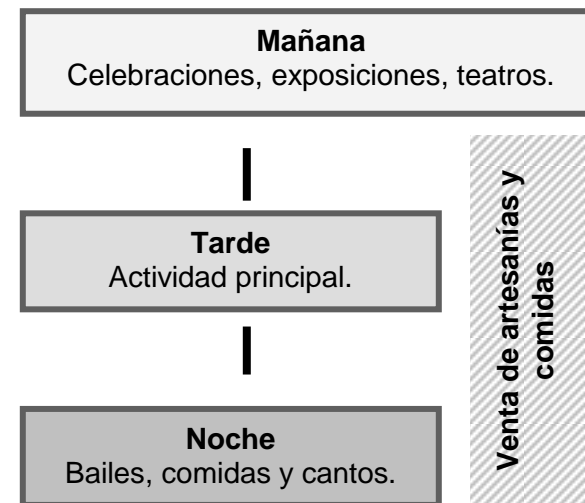 Mañana
Celebraciones, exposiciones, teatros.
Tarde
Actividad principal.
Noche
Bailes, comidas y cantos.
Venta de artesanías y
comidas